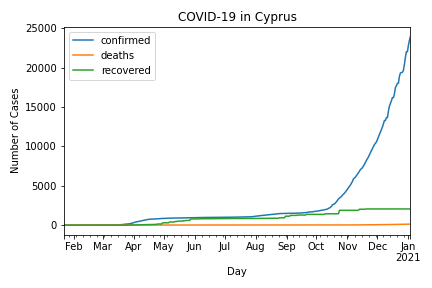 COVID-19 in Cyprus
confirmed
deaths
recovered
Number of Cases
25000
20000
15000
10000
5000
0
Feb Mar Apr May Jun Jul Aug Sep Oct Nov Dec Jan
2021
Day